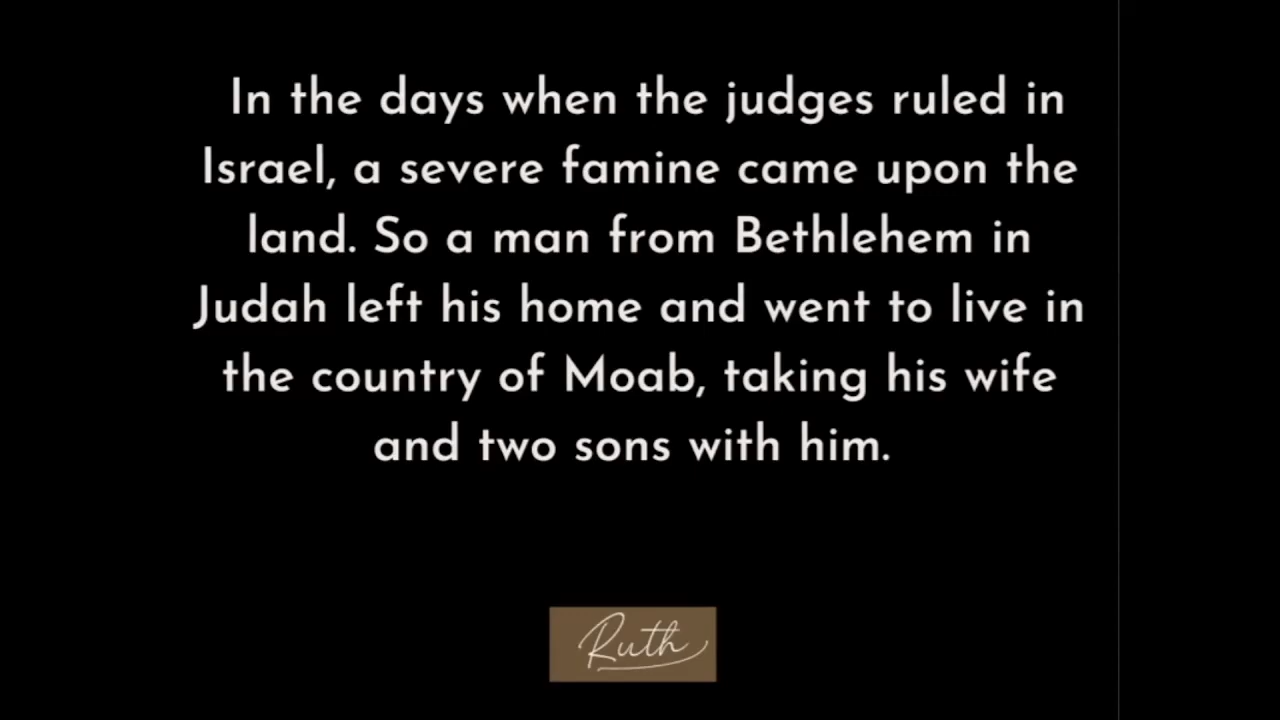 In the days when the judges ruled in
Israel, a severe famine came upon the
land. So a man from Bethlehem in
Judah left his home and went to live in
the country of Moab, taking his wife
and two sons with him.
Ruth